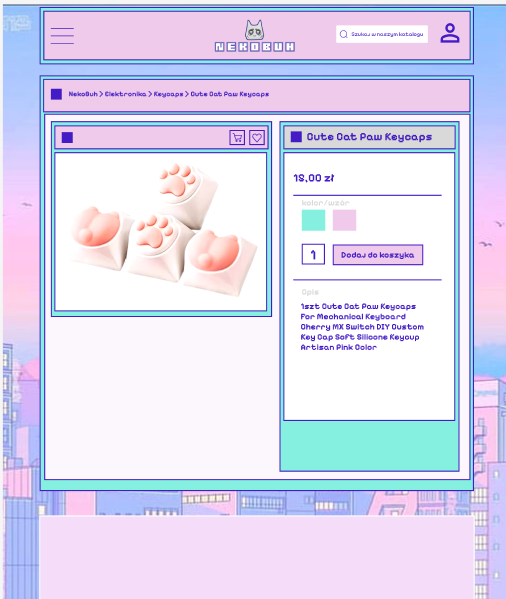 NEKOBUH
Szukaj w naszym katalogu
NekoBuh > Elektronika > Keycaps > Cute Cat Paw Keycaps
Cute Cat Paw Keycaps
18,00 zł
kolor/wzór
1
Dodaj do koszyka
Opis
1szt Cute Cat Paw Keycaps
For Mechanical Keyboard
Cherry MX Switch DIY Custom
Key Cap Soft Silicone Keycup
Artisan Pink Color